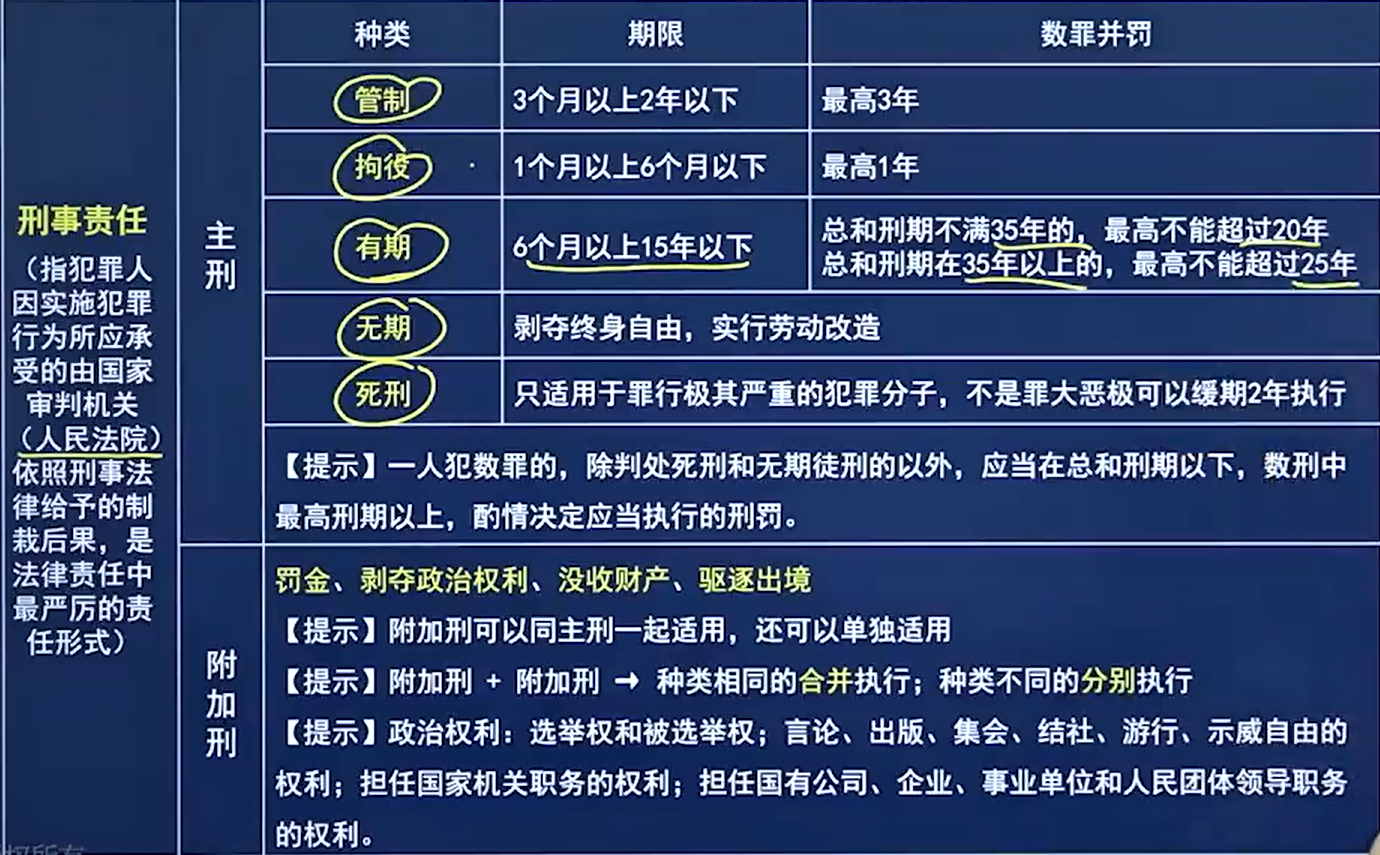 种类 期限 数罪并罚
管制 3个月以上2年以下 最高3年
拘役 1个月以上6个月以下 最高1年
有期 6个月以上15年以下 总和刑期不满35年的，最高不能超过20年
总和刑期在35年以上的，最高不能超过25年
无期 剥夺终身自由，实行劳动改造
死刑 只适用于罪行极其严重的犯罪分子，不是罪大恶极可以缓期2年执行
刑事责任
（指犯罪人
因实施犯罪
行为所应承
受的由国家
审判机关
（人民法院）
依照刑事法
律给予的制
裁后果，是
法律责任中
最严厉的责
任形式）
主
刑
【提示】一人犯数罪的，除判处死刑和无期徒刑的以外，应当在总和刑期以下，数刑中
最高刑期以上，酌情决定应当执行的刑罚。
附
加
刑
罚金、剥夺政治权利、没收财产、驱逐出境
【提示】附加刑可以同主刑一起适用，还可以单独适用
【提示】附加刑 + 附加刑 → 种类相同的合并执行；种类不同的分别执行
【提示】政治权利：选举权和被选举权；言论、出版、集会、结社、游行、示威自由的
权利；担任国家机关职务的权利；担任国有公司、企业、事业单位和人民团体领导职务
的权利。
权所有